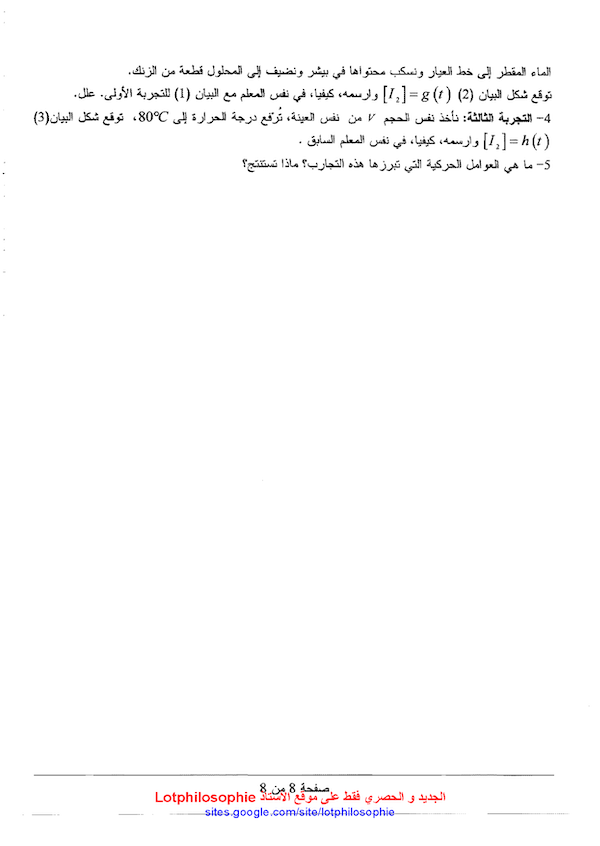 الماء المقطر إلى خط العيار ونسكب محتواها في بيشر ونضيف إلى المحلول قطعة من الزنك.
توقع شكل البيان (2) [I₂] = g(t) وارسمه، كيفيا، في نفس المعلم مع البيان (1) للتجربة الأولى. علل.
4- التجربة الثالثة: نأخذ نفس الحجم V من نفس العينة، تُرفع درجة الحرارة إلى 80°C، توقع شكل البيان(3)
[I₂] = h(t) وارسمه، كيفيا، في نفس المعلم السابق .
5- ما هي العوامل الحركية التي تبرزها هذه التجارب؟ ماذا تستنتج؟
صفحة 8 من 8
الجديد و الحصري فقط على موقع الأستاذ Lotphilosophie
sites.google.com/site/lotphilosophie